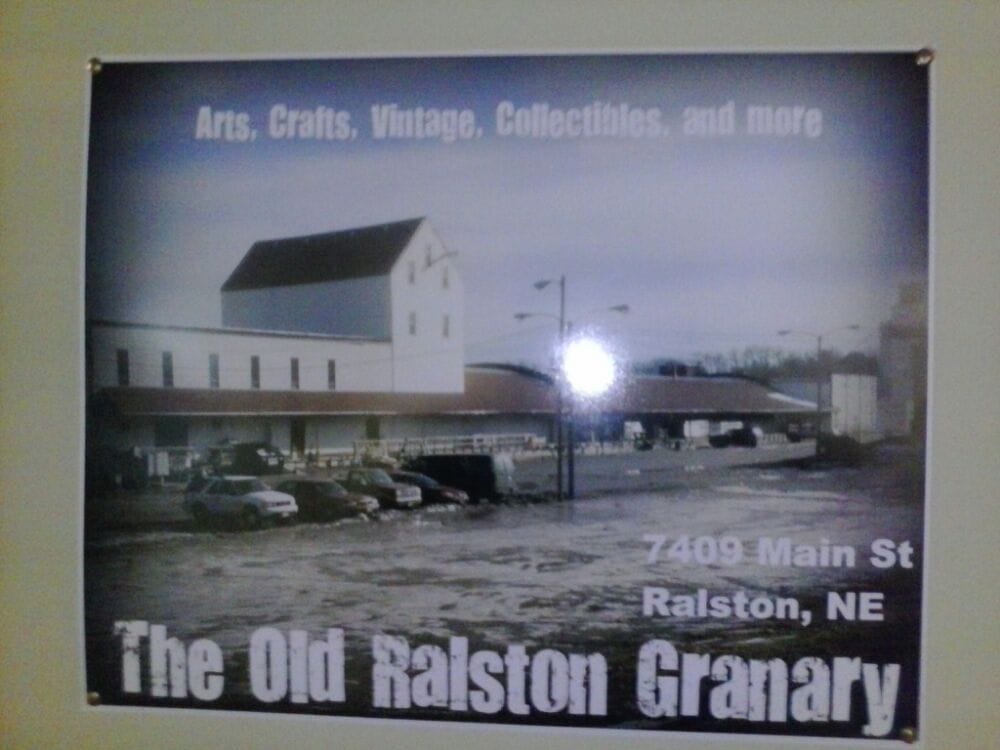 Arts, Crafts, Vintage, Collectibles, and more
7409 Main St
Ralston, NE
The Old Ralston Granary